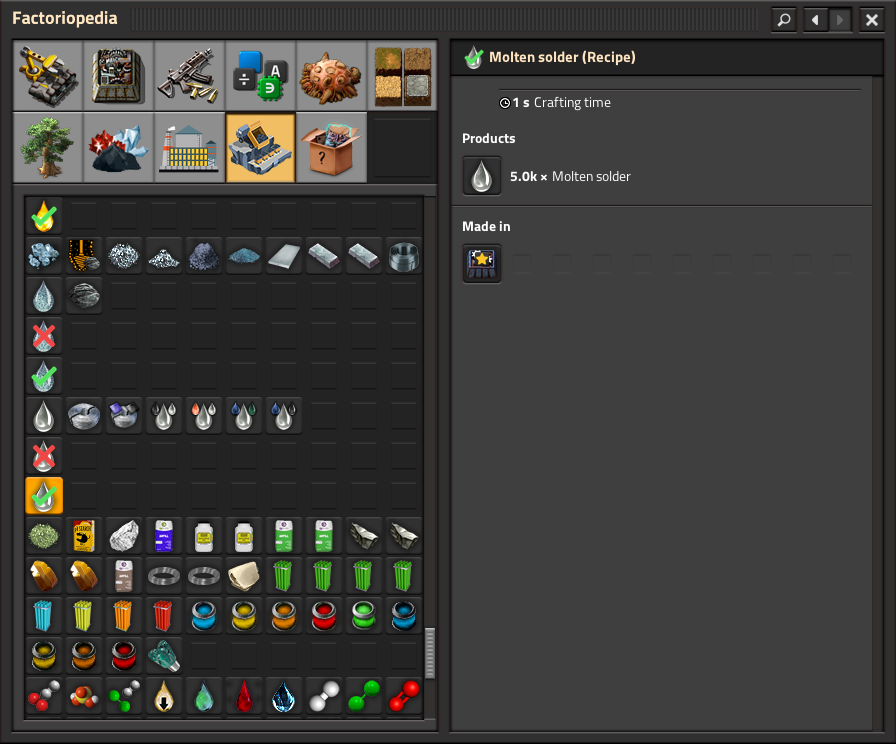 Factoriopedia
Molten solder (Recipe)
1 s Crafting time
Products
5.0k × Molten solder
Made in